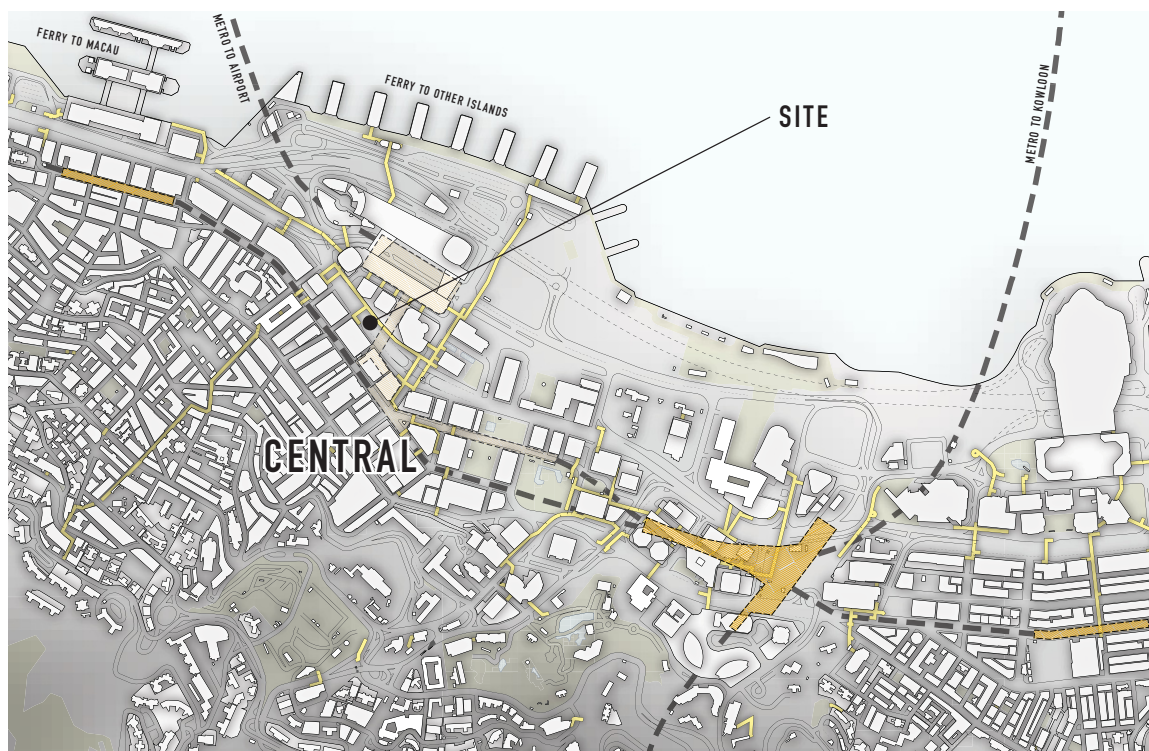 FERRY TO MACAU
METRO TO AIRPORT
FERRY TO OTHER ISLANDS
SITE
METRO TO KOWLOON
CENTRAL